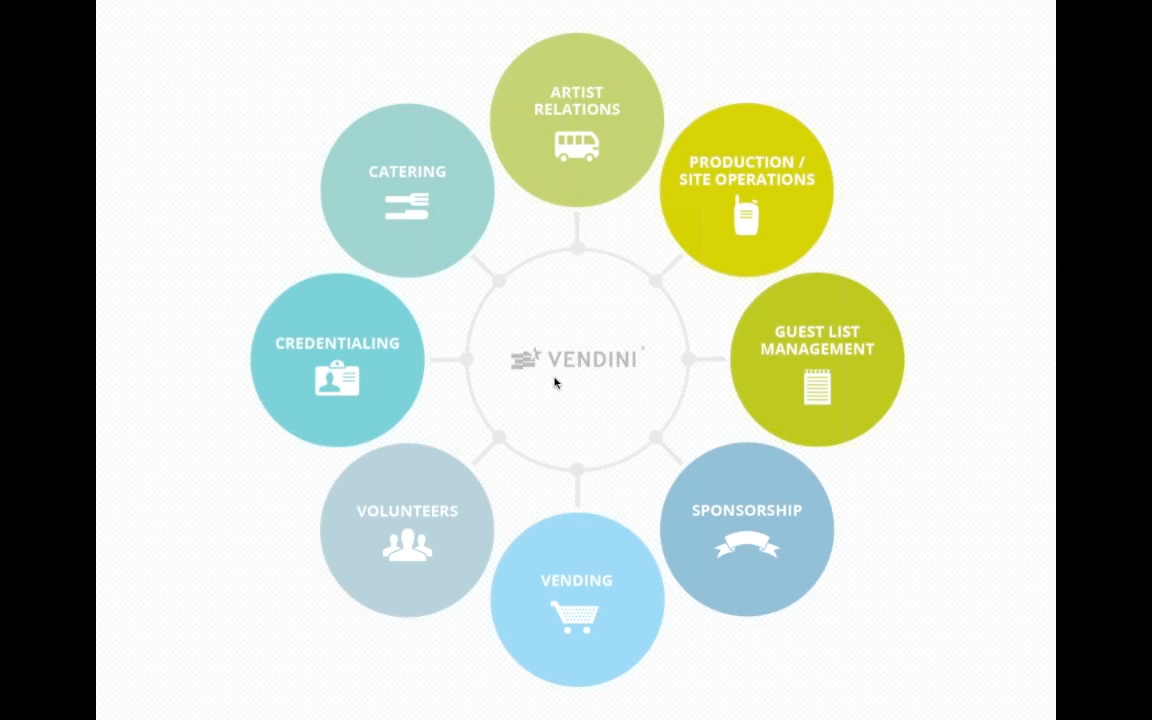 ARTIST
RELATIONS
PRODUCTION /
SITE OPERATIONS
GUEST LIST
MANAGEMENT
SPONSORSHIP
VENDING
VOLUNTEERS
CREDENTIALING
CATERING
VENDINI